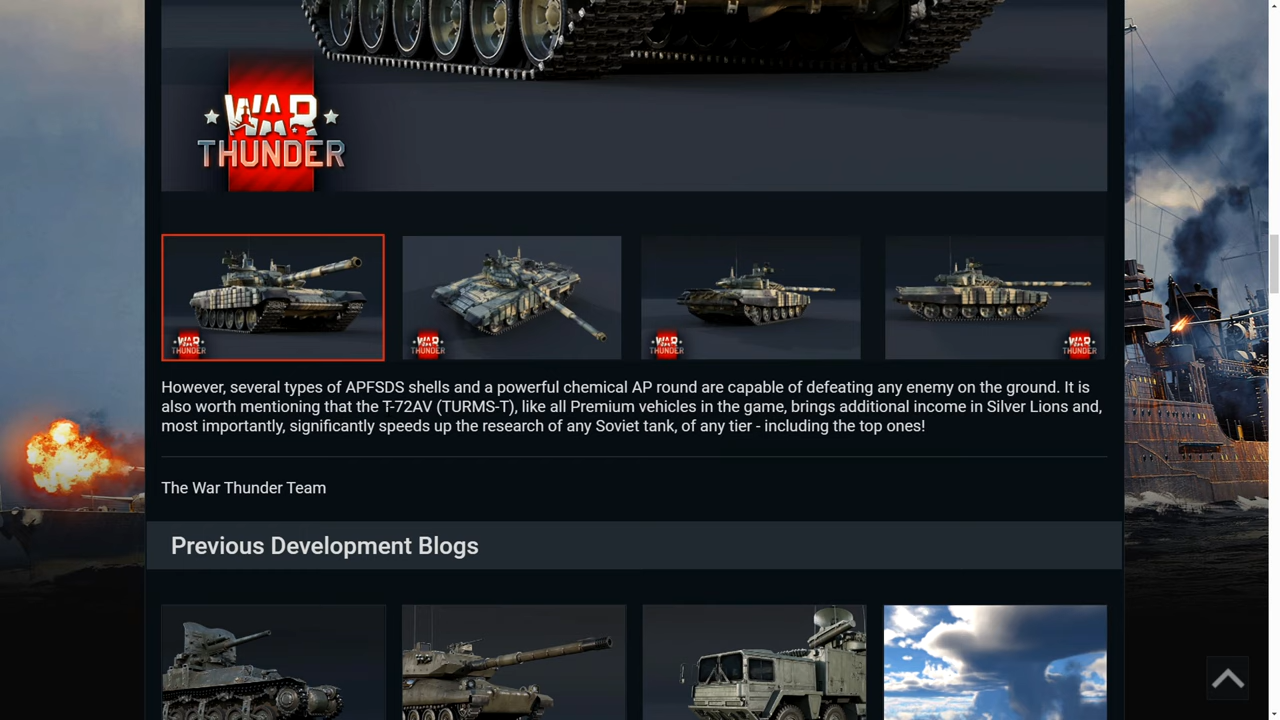 WAR
THUNDER
WAR
THUNDER
WAR
THUNDER
WAR
THUNDER
WAR
THUNDER
However, several types of APFSDS shells and a powerful chemical AP round are capable of defeating any enemy on the ground. It is
also worth mentioning that the T-72AV (TURMS-T), like all Premium vehicles in the game, brings additional income in Silver Lions and,
most importantly, significantly speeds up the research of any Soviet tank, of any tier - including the top ones!
The War Thunder Team
Previous Development Blogs